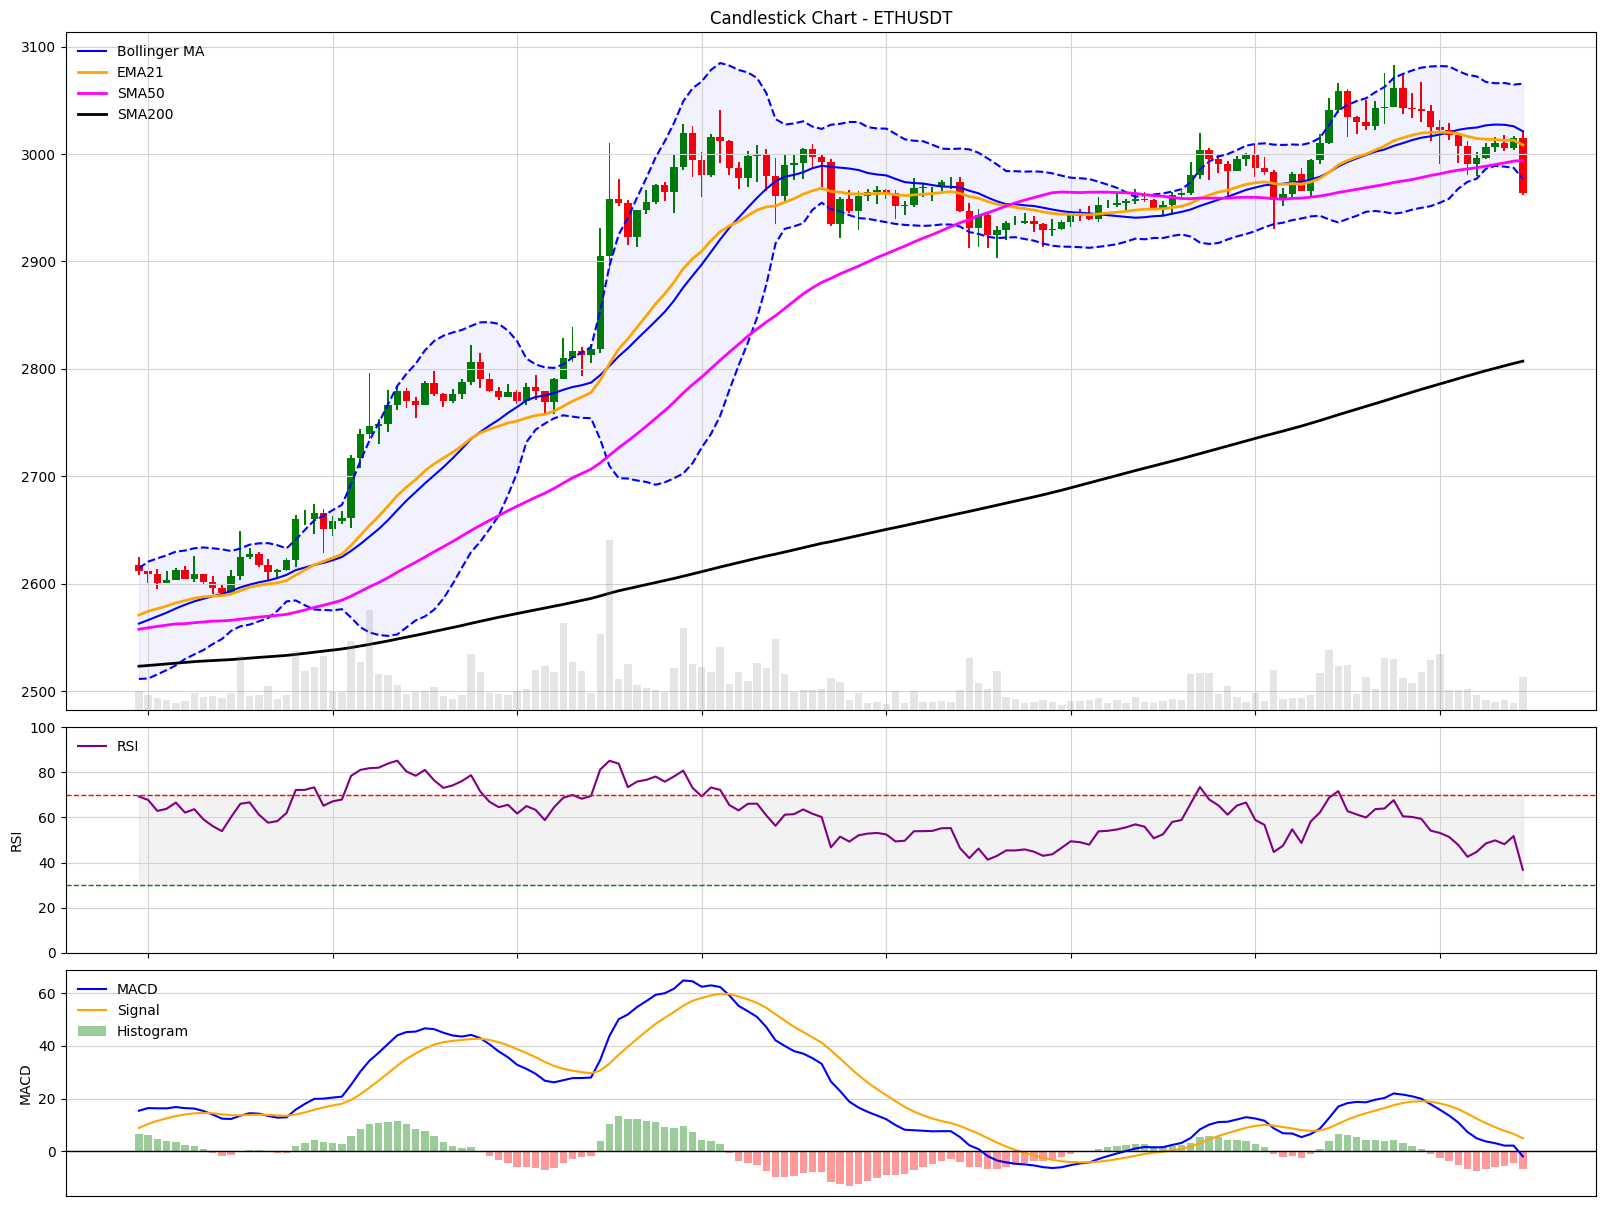 Candlestick Chart - ETHUSDT
3100
3000
2900
2800
2700
2600
2500
Bollinger MA
EMA21
SMA50
SMA200
100
80
60
40
20
0
RSI
RSI
60
40
20
0
MACD
MACD
Signal
Histogram